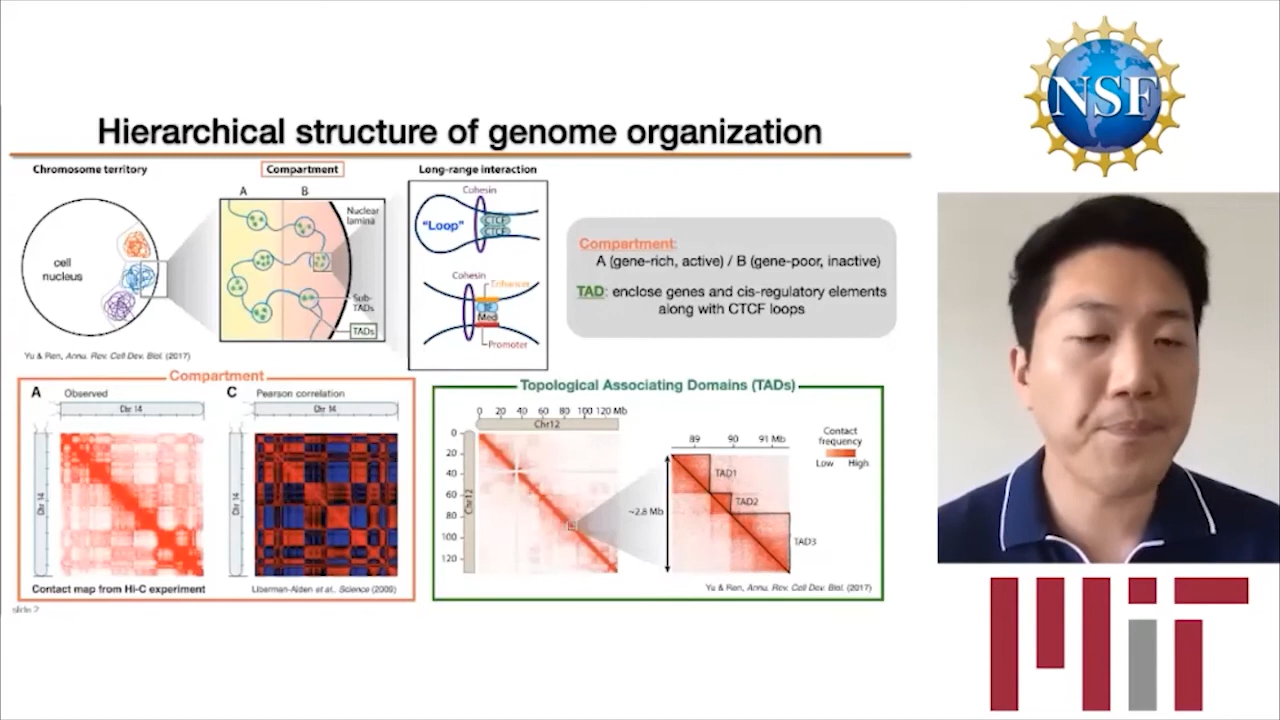 Hierarchical structure of genome organization
Chromosome territory
Compartment
Long-range interaction
A
B
cell
nucleus
Nuclear
lamina
Sub-
TADs
TADs
Cohesin
"Loop"
CTCF
CTCF
Cohesin
Enhancer
Med
Promoter
Compartment:
A (gene-rich, active) / B (gene-poor, inactive)
TAD: enclose genes and cis-regulatory elements
along with CTCF loops
Yu & Ren, Annu. Rev. Cell Dev. Biol. (2017)
Compartment
A Observed
Chr 14
Chr 14
C Pearson correlation
Chr 14
Chr 14
Contact map from Hi-C experiment
Liberman-Aiden et al., Science (2009)
Topological Associating Domains (TADs)
0 20 40 60 80 100 120 Mb
Chr12
0
20
40
60
80
100
120
Chr12
~2.8 Mb
89 90 91 Mb
TAD1
TAD2
TAD3
Contact
frequency
Low High
Yu & Ren, Annu. Rev. Cell Dev. Biol. (2017)
slide 2
NSF
MIT